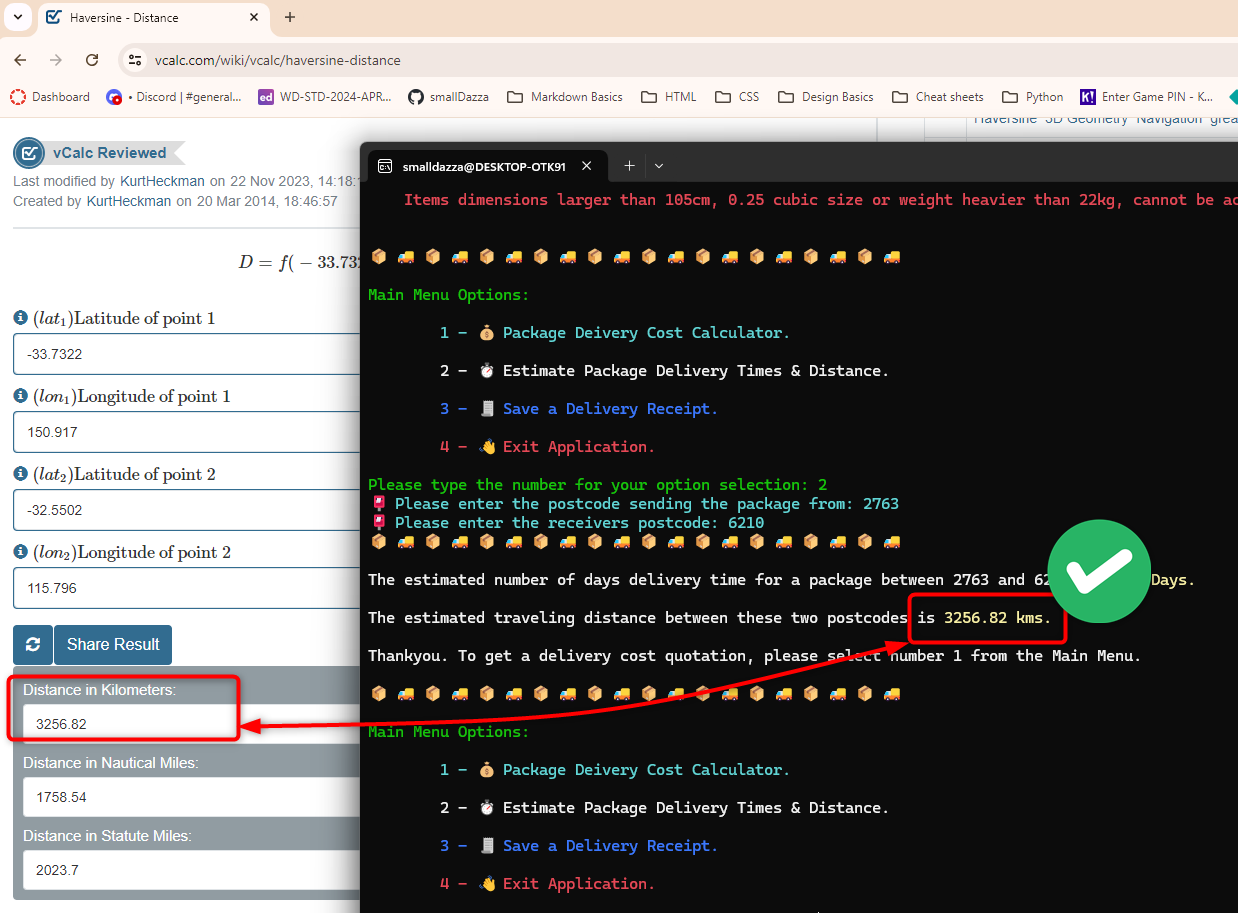 Haversine - Distance
vcalc.com/wiki/vcalc/haversine-distance
Dashboard
• Discord | #general...
ed WD-STD-2024-APR...
smallDazza
Markdown Basics
HTML
CSS
Design Basics
Cheat sheets
Python
K! Enter Game PIN - K...
Haversine 3D Geometry Navigation grea
vCalc Reviewed
Last modified by KurtHeckman on 22 Nov 2023, 14:18:
Created by KurtHeckman on 20 Mar 2014, 18:46:57
D = f( − 33.732
(lat₁)Latitude of point 1
-33.7322
(lon₁)Longitude of point 1
150.917
(lat₂)Latitude of point 2
-32.5502
(lon₂)Longitude of point 2
115.796
Share Result
Distance in Kilometers:
3256.82
Distance in Nautical Miles:
1758.54
Distance in Statute Miles:
2023.7
smalldazza@DESKTOP-OTK91
Items dimensions larger than 105cm, 0.25 cubic size or weight heavier than 22kg, cannot be ac
Main Menu Options:
1 - Package Deivery Cost Calculator.
2 - Estimate Package Delivery Times & Distance.
3 - Save a Delivery Receipt.
4 - Exit Application.
Please type the number for your option selection: 2
Please enter the postcode sending the package from: 2763
Please enter the receivers postcode: 6210
The estimated number of days delivery time for a package between 2763 and 62 Days.
The estimated traveling distance between these two postcodes is 3256.82 kms.
Thankyou. To get a delivery cost quotation, please select number 1 from the Main Menu.
Main Menu Options:
1 - Package Deivery Cost Calculator.
2 - Estimate Package Delivery Times & Distance.
3 - Save a Delivery Receipt.
4 - Exit Application.